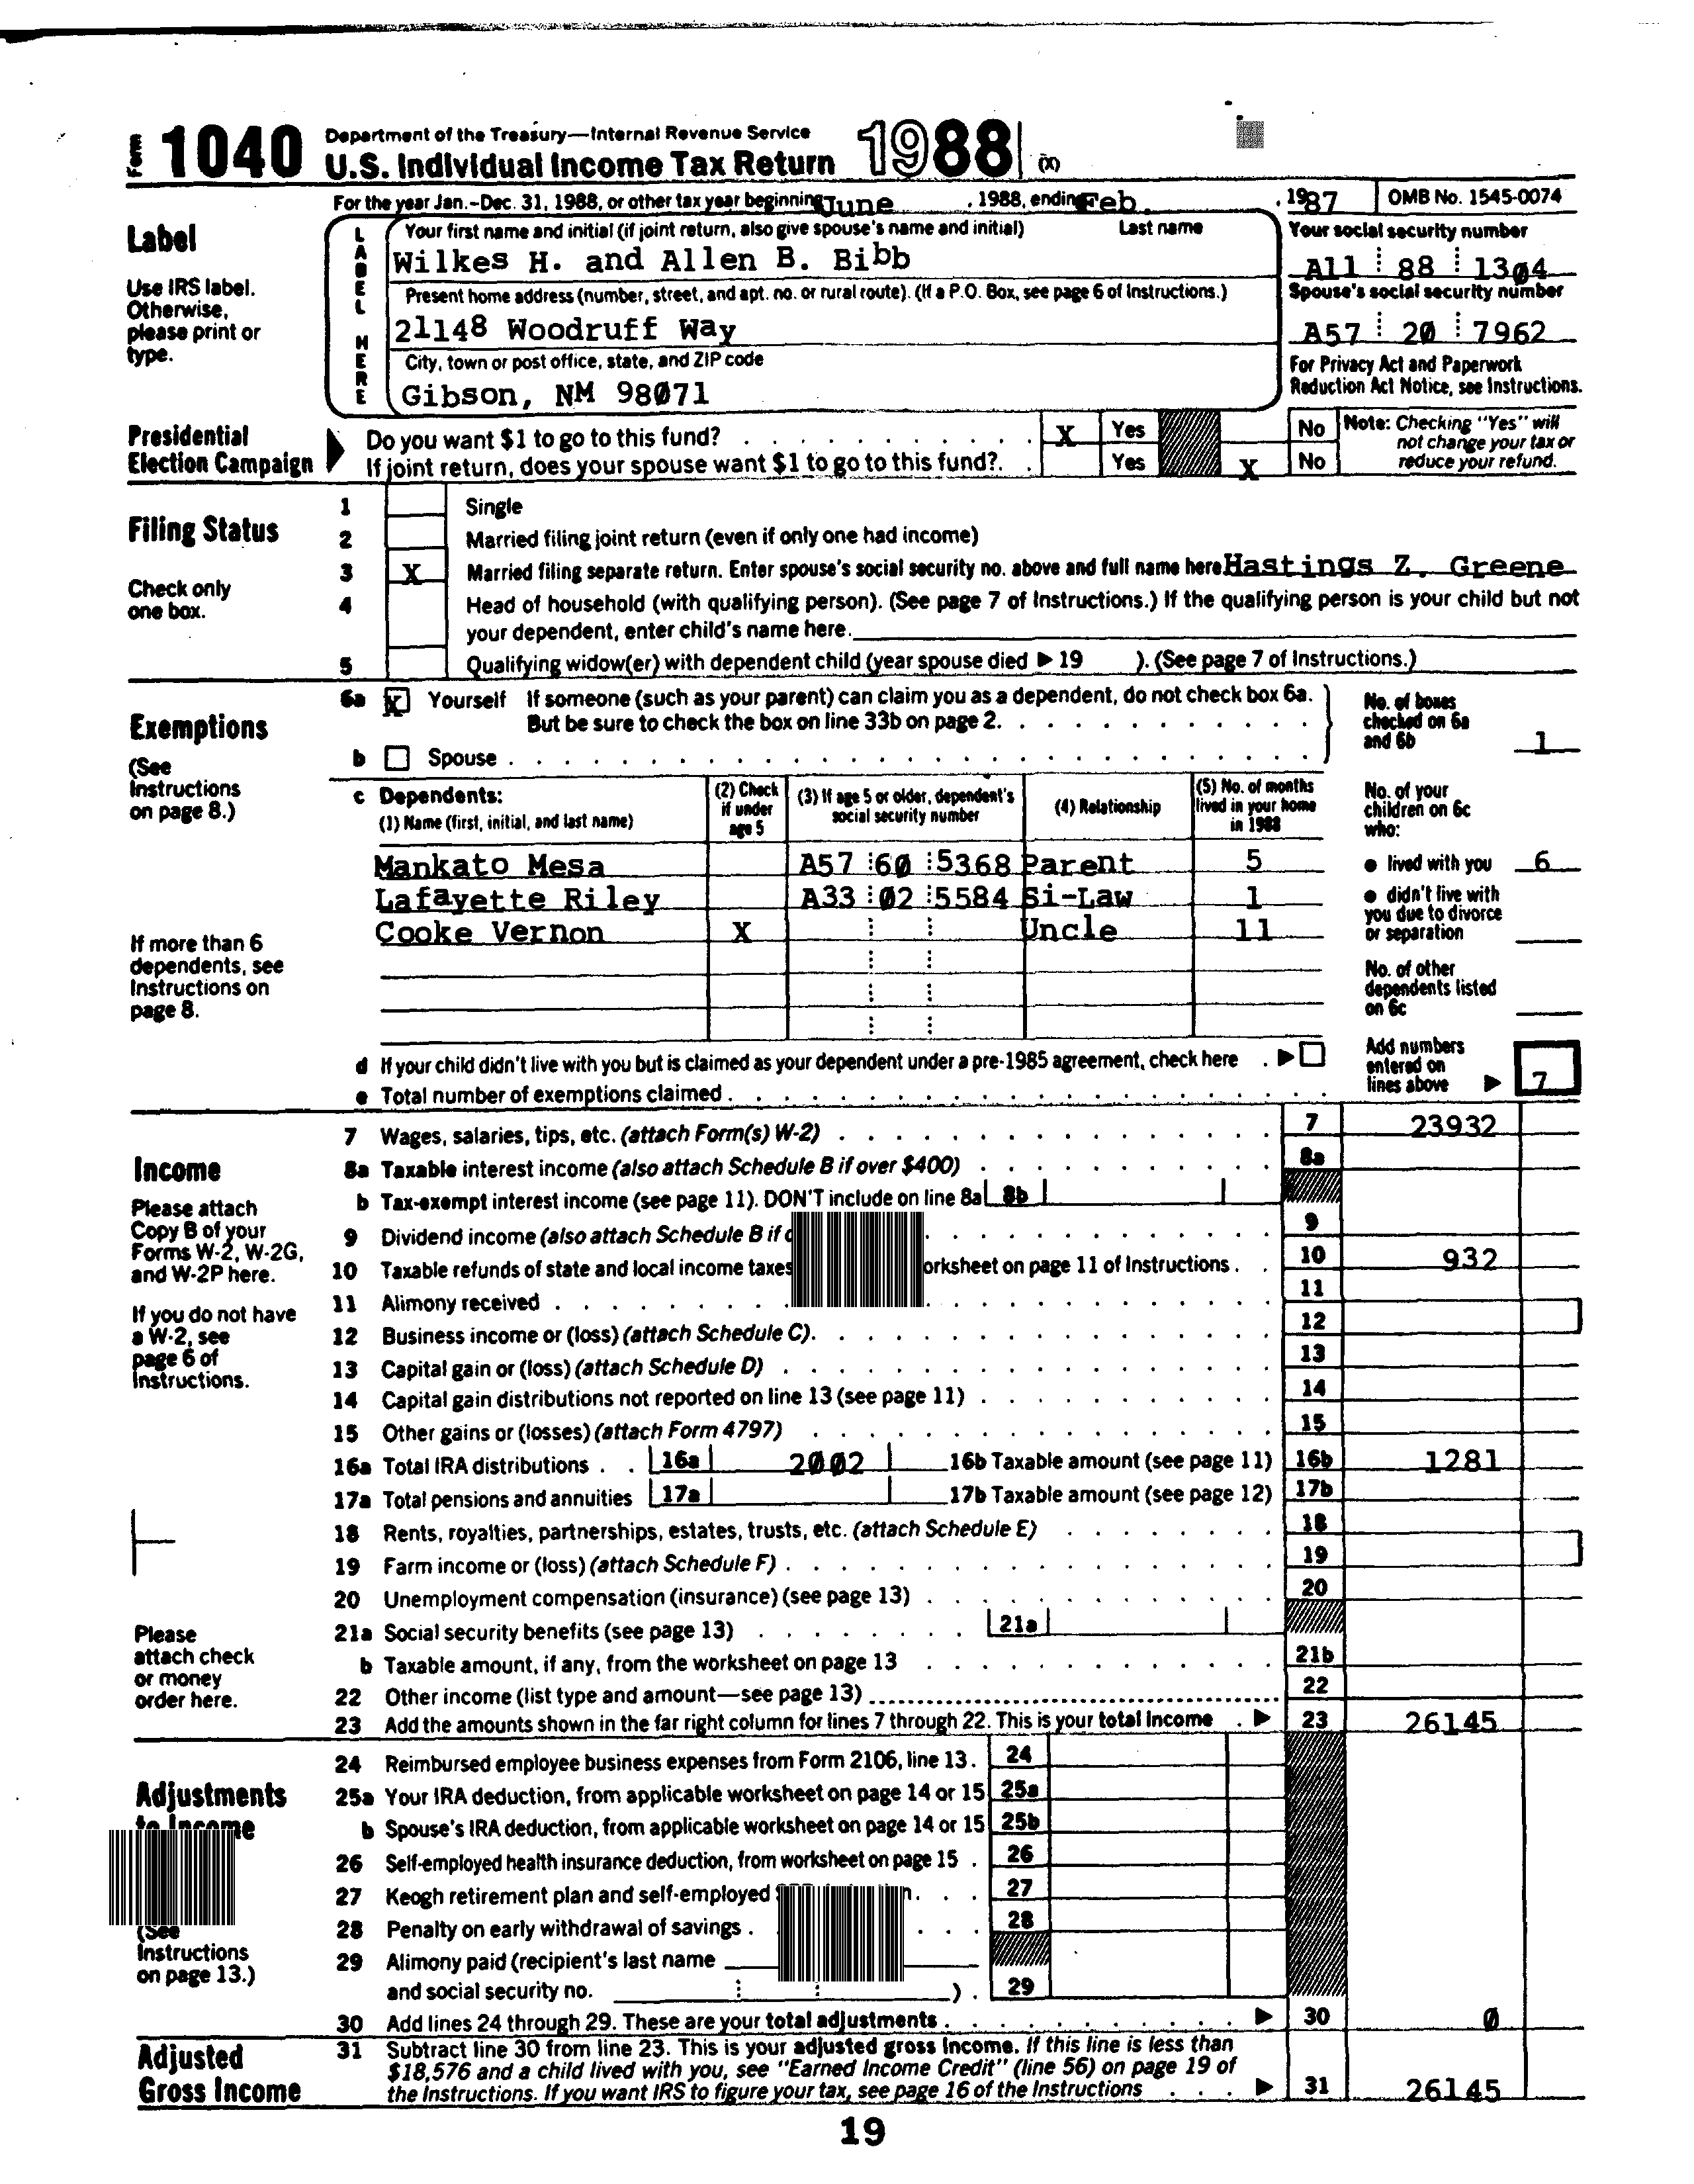 Form 1040 Department of the Treasury—Internal Revenue Service
U.S. Individual Income Tax Return 1988 (X)
For the year Jan.-Dec. 31, 1988, or other tax year beginning June , 1988, ending Feb. , 1987 OMB No. 1545-0074
Label
Use IRS label. Otherwise, please print or type.
LABEL HERE
Your first name and initial (if joint return, also give spouse's name and initial) Last name
Wilkes H. and Allen B. Bibb
Your social security number
A11 88 1304
Present home address (number, street, and apt. no. or rural route). (If a P.O. Box, see page 6 of Instructions.)
21148 Woodruff Way
Spouse's social security number
A57 20 7962
City, town or post office, state, and ZIP code
Gibson, NM 98071
For Privacy Act and Paperwork
Reduction Act Notice, see Instructions.
Presidential
Election Campaign
Do you want $1 to go to this fund? X Yes No
If joint return, does your spouse want $1 to go to this fund?. Yes X No
Note: Checking "Yes" will
not change your tax or
reduce your refund.
Filing Status
Check only
one box.
1 Single
2 Married filing joint return (even if only one had income)
3 X Married filing separate return. Enter spouse's social security no. above and full name here. Hastings Z. Greene
4 Head of household (with qualifying person). (See page 7 of Instructions.) If the qualifying person is your child but not
your dependent, enter child's name here.
5 Qualifying widow(er) with dependent child (year spouse died ▶ 19 ). (See page 7 of Instructions.)
Exemptions
(See
Instructions
on page 8.)
6a X Yourself If someone (such as your parent) can claim you as a dependent, do not check box 6a.
But be sure to check the box on line 33b on page 2.
b Spouse
No. of boxes
checked on 6a
and 6b 1
c Dependents:
(1) Name (first, initial, and last name)
(2) Check
if under
age 5
(3) If age 5 or older, dependent's
social security number
(4) Relationship
(5) No. of months
lived in your home
in 1988
Mankato Mesa A57 60 5368 Parent 5
Lafayette Riley A33 02 5584 Si-Law 1
Cooke Vernon X Uncle 11
No. of your
children on 6c
who:
● lived with you 6
● didn't live with
you due to divorce
or separation
No. of other
dependents listed
on 6c
If more than 6
dependents, see
Instructions on
page 8.
d If your child didn't live with you but is claimed as your dependent under a pre-1985 agreement, check here . ▶
e Total number of exemptions claimed
Add numbers
entered on
lines above ▶ 7
Income
Please attach
Copy B of your
Forms W-2, W-2G,
and W-2P here.
If you do not have
a W-2, see
page 6 of
Instructions.
7 Wages, salaries, tips, etc. (attach Form(s) W-2) 7 23932
8a Taxable interest income (also attach Schedule B if over $400) 8a
b Tax-exempt interest income (see page 11). DON'T include on line 8a 8b
9 Dividend income (also attach Schedule B if 9
10 Taxable refunds of state and local income taxes orksheet on page 11 of Instructions 10 932
11 Alimony received 11
12 Business income or (loss) (attach Schedule C). 12
13 Capital gain or (loss) (attach Schedule D) 13
14 Capital gain distributions not reported on line 13 (see page 11) 14
15 Other gains or (losses) (attach Form 4797) 15
16a Total IRA distributions 16a 2002 16b Taxable amount (see page 11) 16b 1281
17a Total pensions and annuities 17a 17b Taxable amount (see page 12) 17b
18 Rents, royalties, partnerships, estates, trusts, etc. (attach Schedule E) 18
19 Farm income or (loss) (attach Schedule F) 19
20 Unemployment compensation (insurance) (see page 13) 20
21a Social security benefits (see page 13) 21a
b Taxable amount, if any, from the worksheet on page 13 21b
22 Other income (list type and amount—see page 13) 22
23 Add the amounts shown in the far right column for lines 7 through 22. This is your total income ▶ 23 26145
Please
attach check
or money
order here.
Adjustments
to Income
(See
Instructions
on page 13.)
24 Reimbursed employee business expenses from Form 2106, line 13. 24
25a Your IRA deduction, from applicable worksheet on page 14 or 15 25a
b Spouse's IRA deduction, from applicable worksheet on page 14 or 15 25b
26 Self-employed health insurance deduction, from worksheet on page 15 26
27 Keogh retirement plan and self-employed 27
28 Penalty on early withdrawal of savings 28
29 Alimony paid (recipient's last name
and social security no. ) . 29
30 Add lines 24 through 29. These are your total adjustments ▶ 30 0
Adjusted
Gross Income
31 Subtract line 30 from line 23. This is your adjusted gross income. If this line is less than
$18,576 and a child lived with you, see "Earned Income Credit" (line 56) on page 19 of
the Instructions. If you want IRS to figure your tax, see page 16 of the Instructions ▶ 31 26145
19